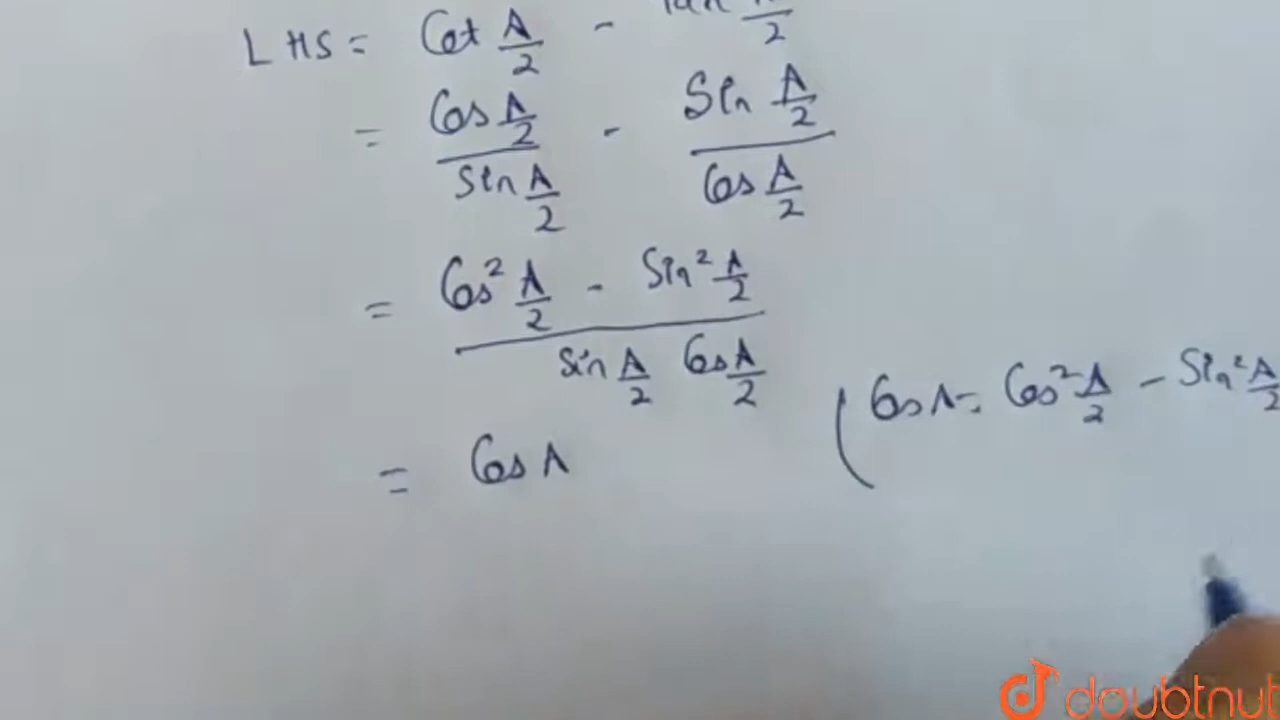 LHS = Cot A/2 - tan A/2
= Cos A/2 / Sin A/2 - Sin A/2 / Cos A/2
= Cos² A/2 - Sin² A/2 / Sin A/2 Cos A/2
(Cos A = Cos² A/2 - Sin² A/2
= Cos A
doubtnut